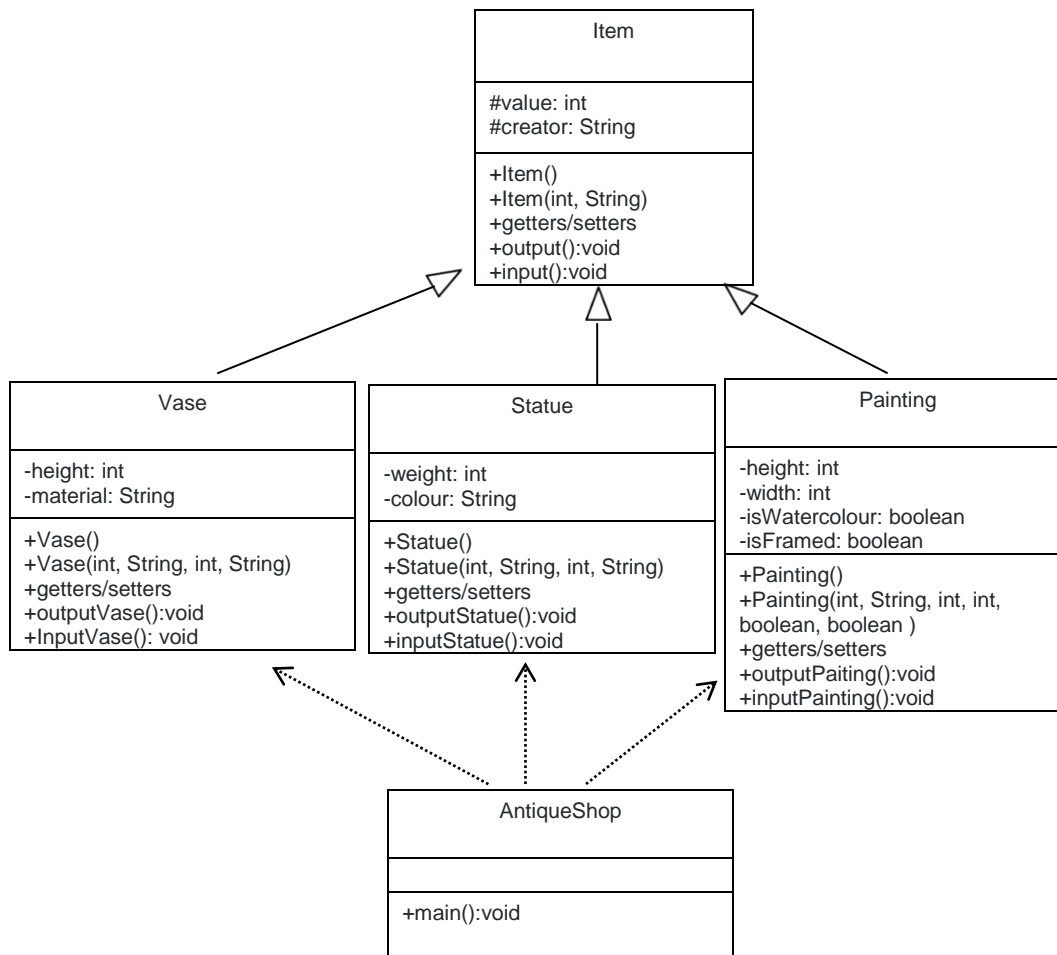 Item
#value: int
#creator: String
+Item()
+Item(int, String)
+getters/setters
+output():void
+input():void
Vase
-height: int
-material: String
+Vase()
+Vase(int, String, int, String)
+getters/setters
+outputVase():void
+InputVase(): void
Statue
-weight: int
-colour: String
+Statue()
+Statue(int, String, int, String)
+getters/setters
+outputStatue():void
+inputStatue():void
Painting
-height: int
-width: int
-isWatercolour: boolean
-isFramed: boolean
+Painting()
+Painting(int, String, int, int,
boolean, boolean )
+getters/setters
+outputPaiting():void
+inputPainting():void
AntiqueShop
+main():void